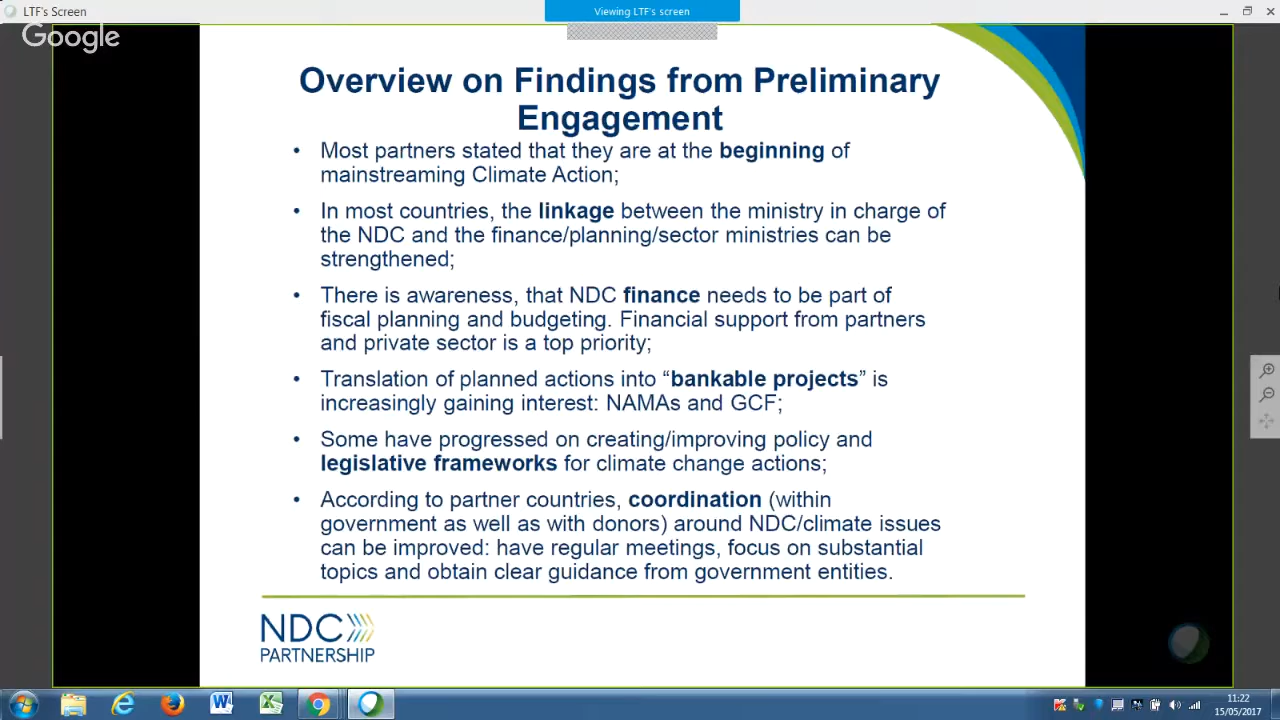 LTF's Screen
Viewing LTF's screen
Google
Overview on Findings from Preliminary
Engagement
• Most partners stated that they are at the beginning of
mainstreaming Climate Action;
• In most countries, the linkage between the ministry in charge of
the NDC and the finance/planning/sector ministries can be
strengthened;
• There is awareness, that NDC finance needs to be part of
fiscal planning and budgeting. Financial support from partners
and private sector is a top priority;
• Translation of planned actions into “bankable projects” is
increasingly gaining interest: NAMAs and GCF;
• Some have progressed on creating/improving policy and
legislative frameworks for climate change actions;
• According to partner countries, coordination (within
government as well as with donors) around NDC/climate issues
can be improved: have regular meetings, focus on substantial
topics and obtain clear guidance from government entities.
NDC
PARTNERSHIP
11:22
15/05/2017